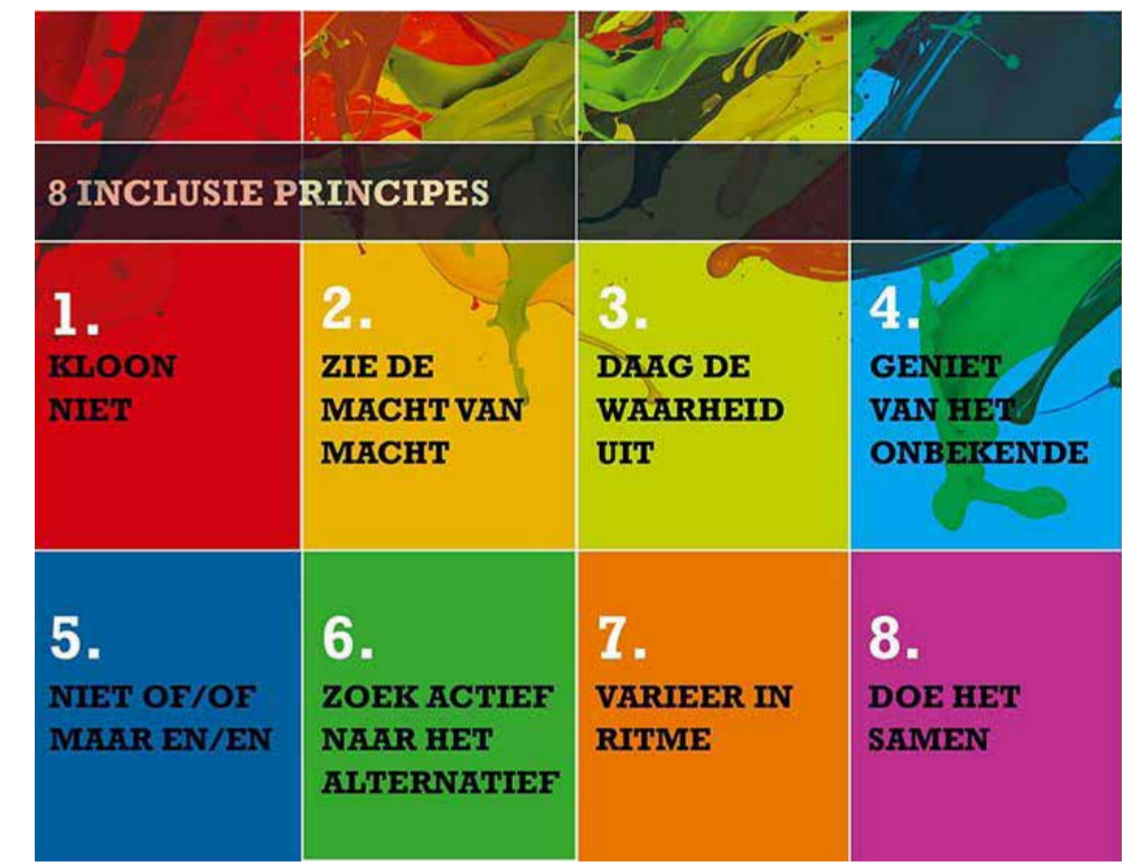 8 INCLUSIE PRINCIPES
1.
KLOON
NIET
2.
ZIE DE
MACHT VAN
MACHT
3.
DAAG DE
WAARHEID
UIT
4.
GENIET
VAN HET
ONBEKENDE
5.
NIET OF/OF
MAAR EN/EN
6.
ZOEK ACTIEF
NAAR HET
ALTERNATIEF
7.
VARIEER IN
RITME
8.
DOE HET
SAMEN